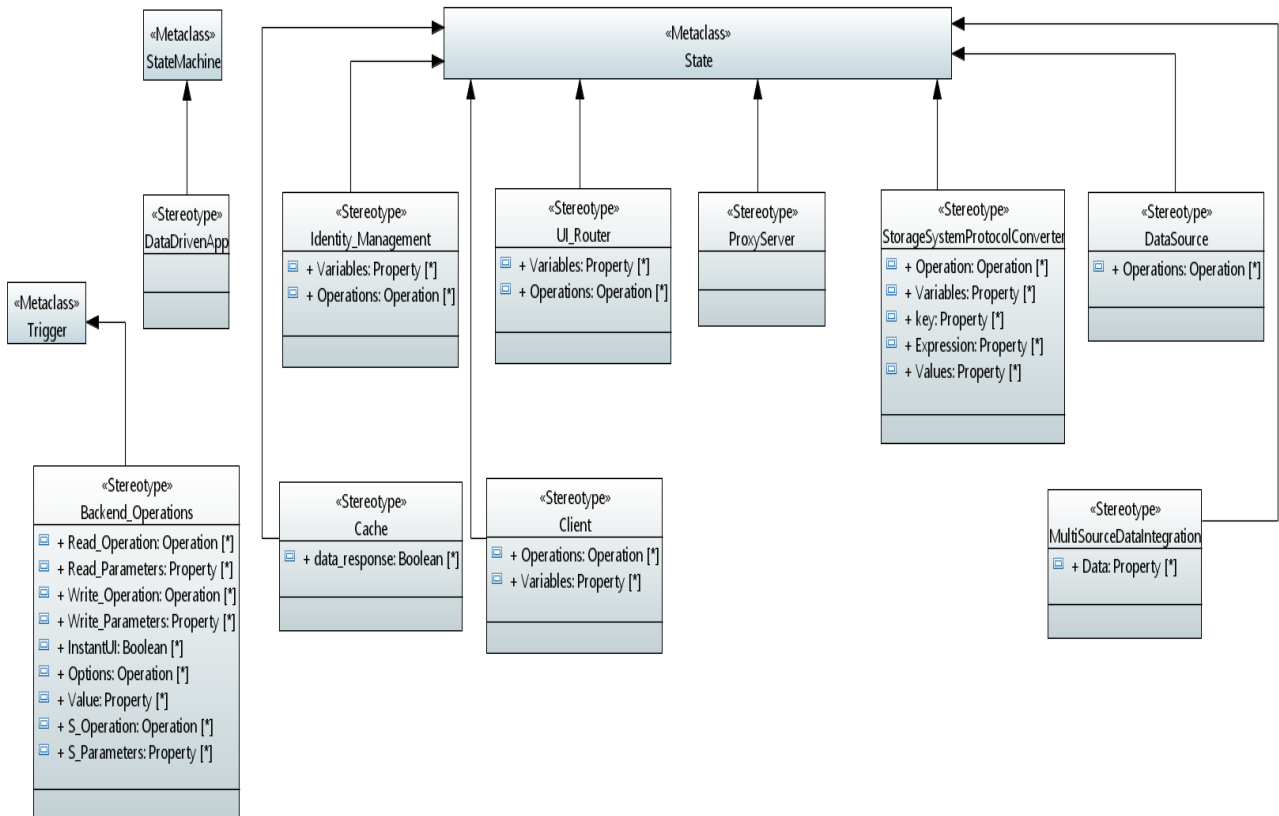 «Metaclass»
StateMachine
«Metaclass»
State
«Stereotype»
DataDrivenApp
«Stereotype»
Identity_Management
+ Variables: Property [*]
+ Operations: Operation [*]
«Stereotype»
UI_Router
+ Variables: Property [*]
+ Operations: Operation [*]
«Stereotype»
ProxyServer
«Stereotype»
StorageSystemProtocolConverter
+ Operation: Operation [*]
+ Variables: Property [*]
+ key: Property [*]
+ Expression: Property [*]
+ Values: Property [*]
«Stereotype»
DataSource
+ Operations: Operation [*]
«Metaclass»
Trigger
«Stereotype»
Backend_Operations
+ Read_Operation: Operation [*]
+ Read_Parameters: Property [*]
+ Write_Operation: Operation [*]
+ Write_Parameters: Property [*]
+ InstantUI: Boolean [*]
+ Options: Operation [*]
+ Value: Property [*]
+ S_Operation: Operation [*]
+ S_Parameters: Property [*]
«Stereotype»
Cache
+ data_response: Boolean [*]
«Stereotype»
Client
+ Operations: Operation [*]
+ Variables: Property [*]
«Stereotype»
MultiSourceDataIntegration
+ Data: Property [*]